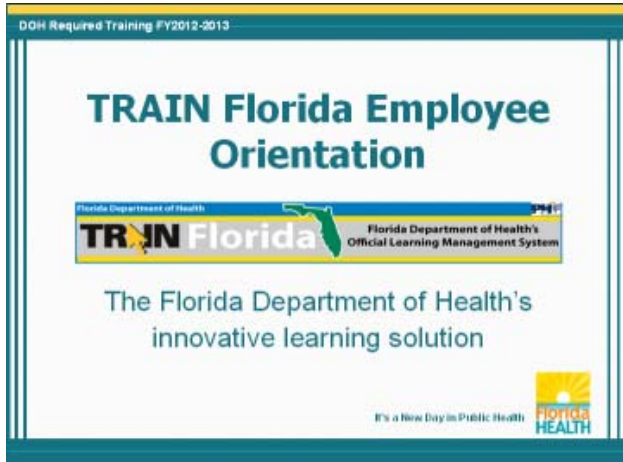 DOH Required Training FY2012-2013
TRAIN Florida Employee
Orientation
Florida Department of Health
PHF
TRAIN Florida
Florida Department of Health's
Official Learning Management System
The Florida Department of Health's
innovative learning solution
It's a New Day in Public Health
Florida
HEALTH